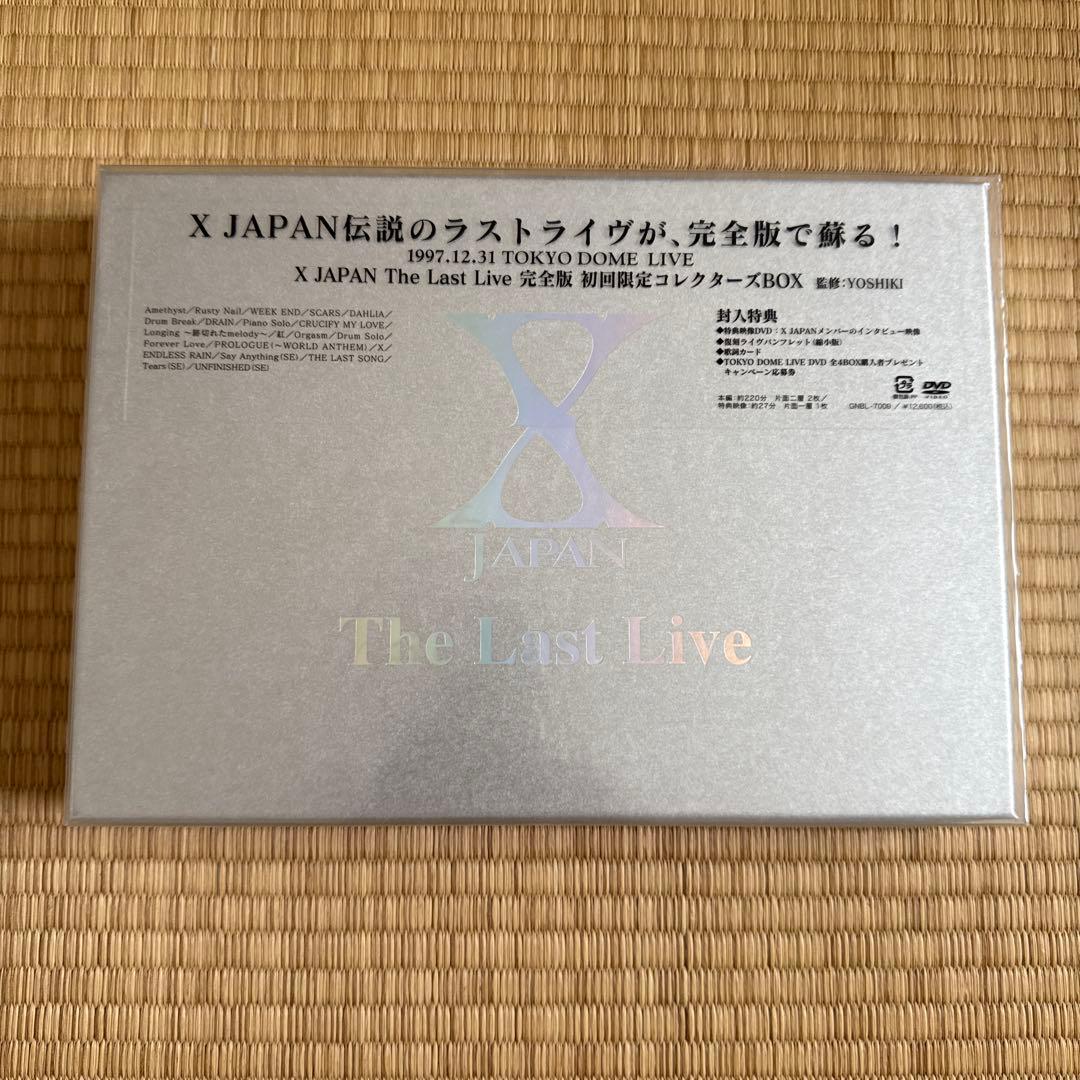 X JAPAN伝説のラストライヴが、完全版で蘇る！
1997.12.31 TOKYO DOME LIVE
X JAPAN The Last Live 完全版 初回限定コレクターズBOX 監修:YOSHIKI
Amethyst／Rusty Nail／WEEK END／SCARS／DAHLIA／
Drum Break／DRAIN／Piano Solo／CRUCIFY MY LOVE／
Longing ～跡切れたmelody～／紅／Orgasm／Drum Solo／
Forever Love／PROLOGUE(～WORLD ANTHEM)／X／
ENDLESS RAIN／Say Anything(SE)／THE LAST SONG／
Tears(SE)／UNFINISHED(SE)
封入特典
◆特典映像DVD：X JAPANメンバーのインタビュー映像
◆復刻ライヴパンフレット(縮小版)
◆歌詞カード
◆TOKYO DOME LIVE DVD 全4BOX購入者プレゼント
キャンペーン応募券
DVD
VIDEO
本編:約220分 片面二層 2枚／
特典映像:約27分 片面一層 1枚 GNBL-7009 ／¥12,600(税込)
X
JAPAN
The Last Live